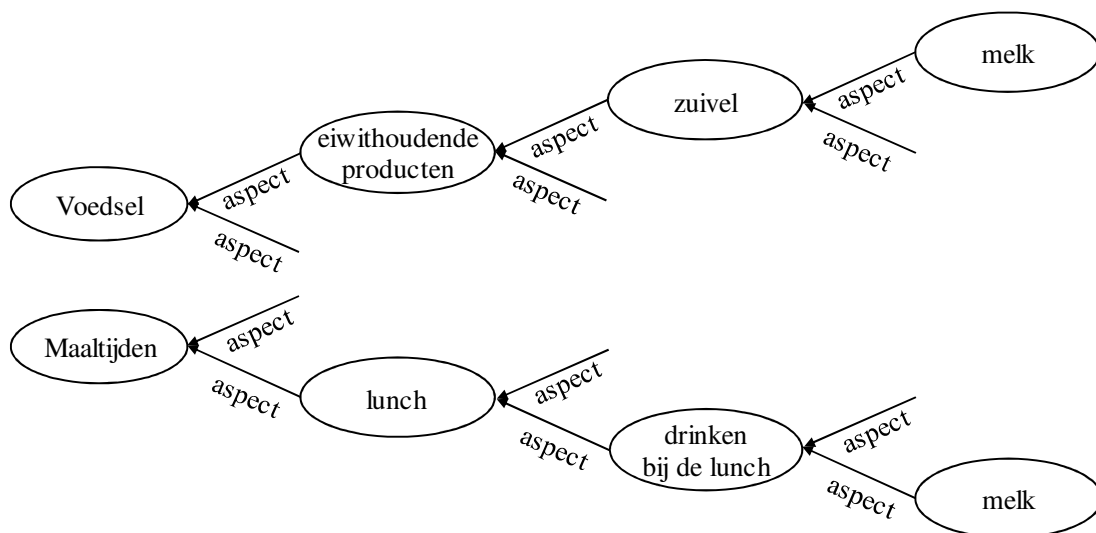 melk
aspect
aspect
zuivel
aspect
aspect
eiwithoudende
producten
aspect
aspect
Voedsel
Maaltijden
aspect
aspect
lunch
aspect
aspect
drinken
bij de lunch
aspect
aspect
melk